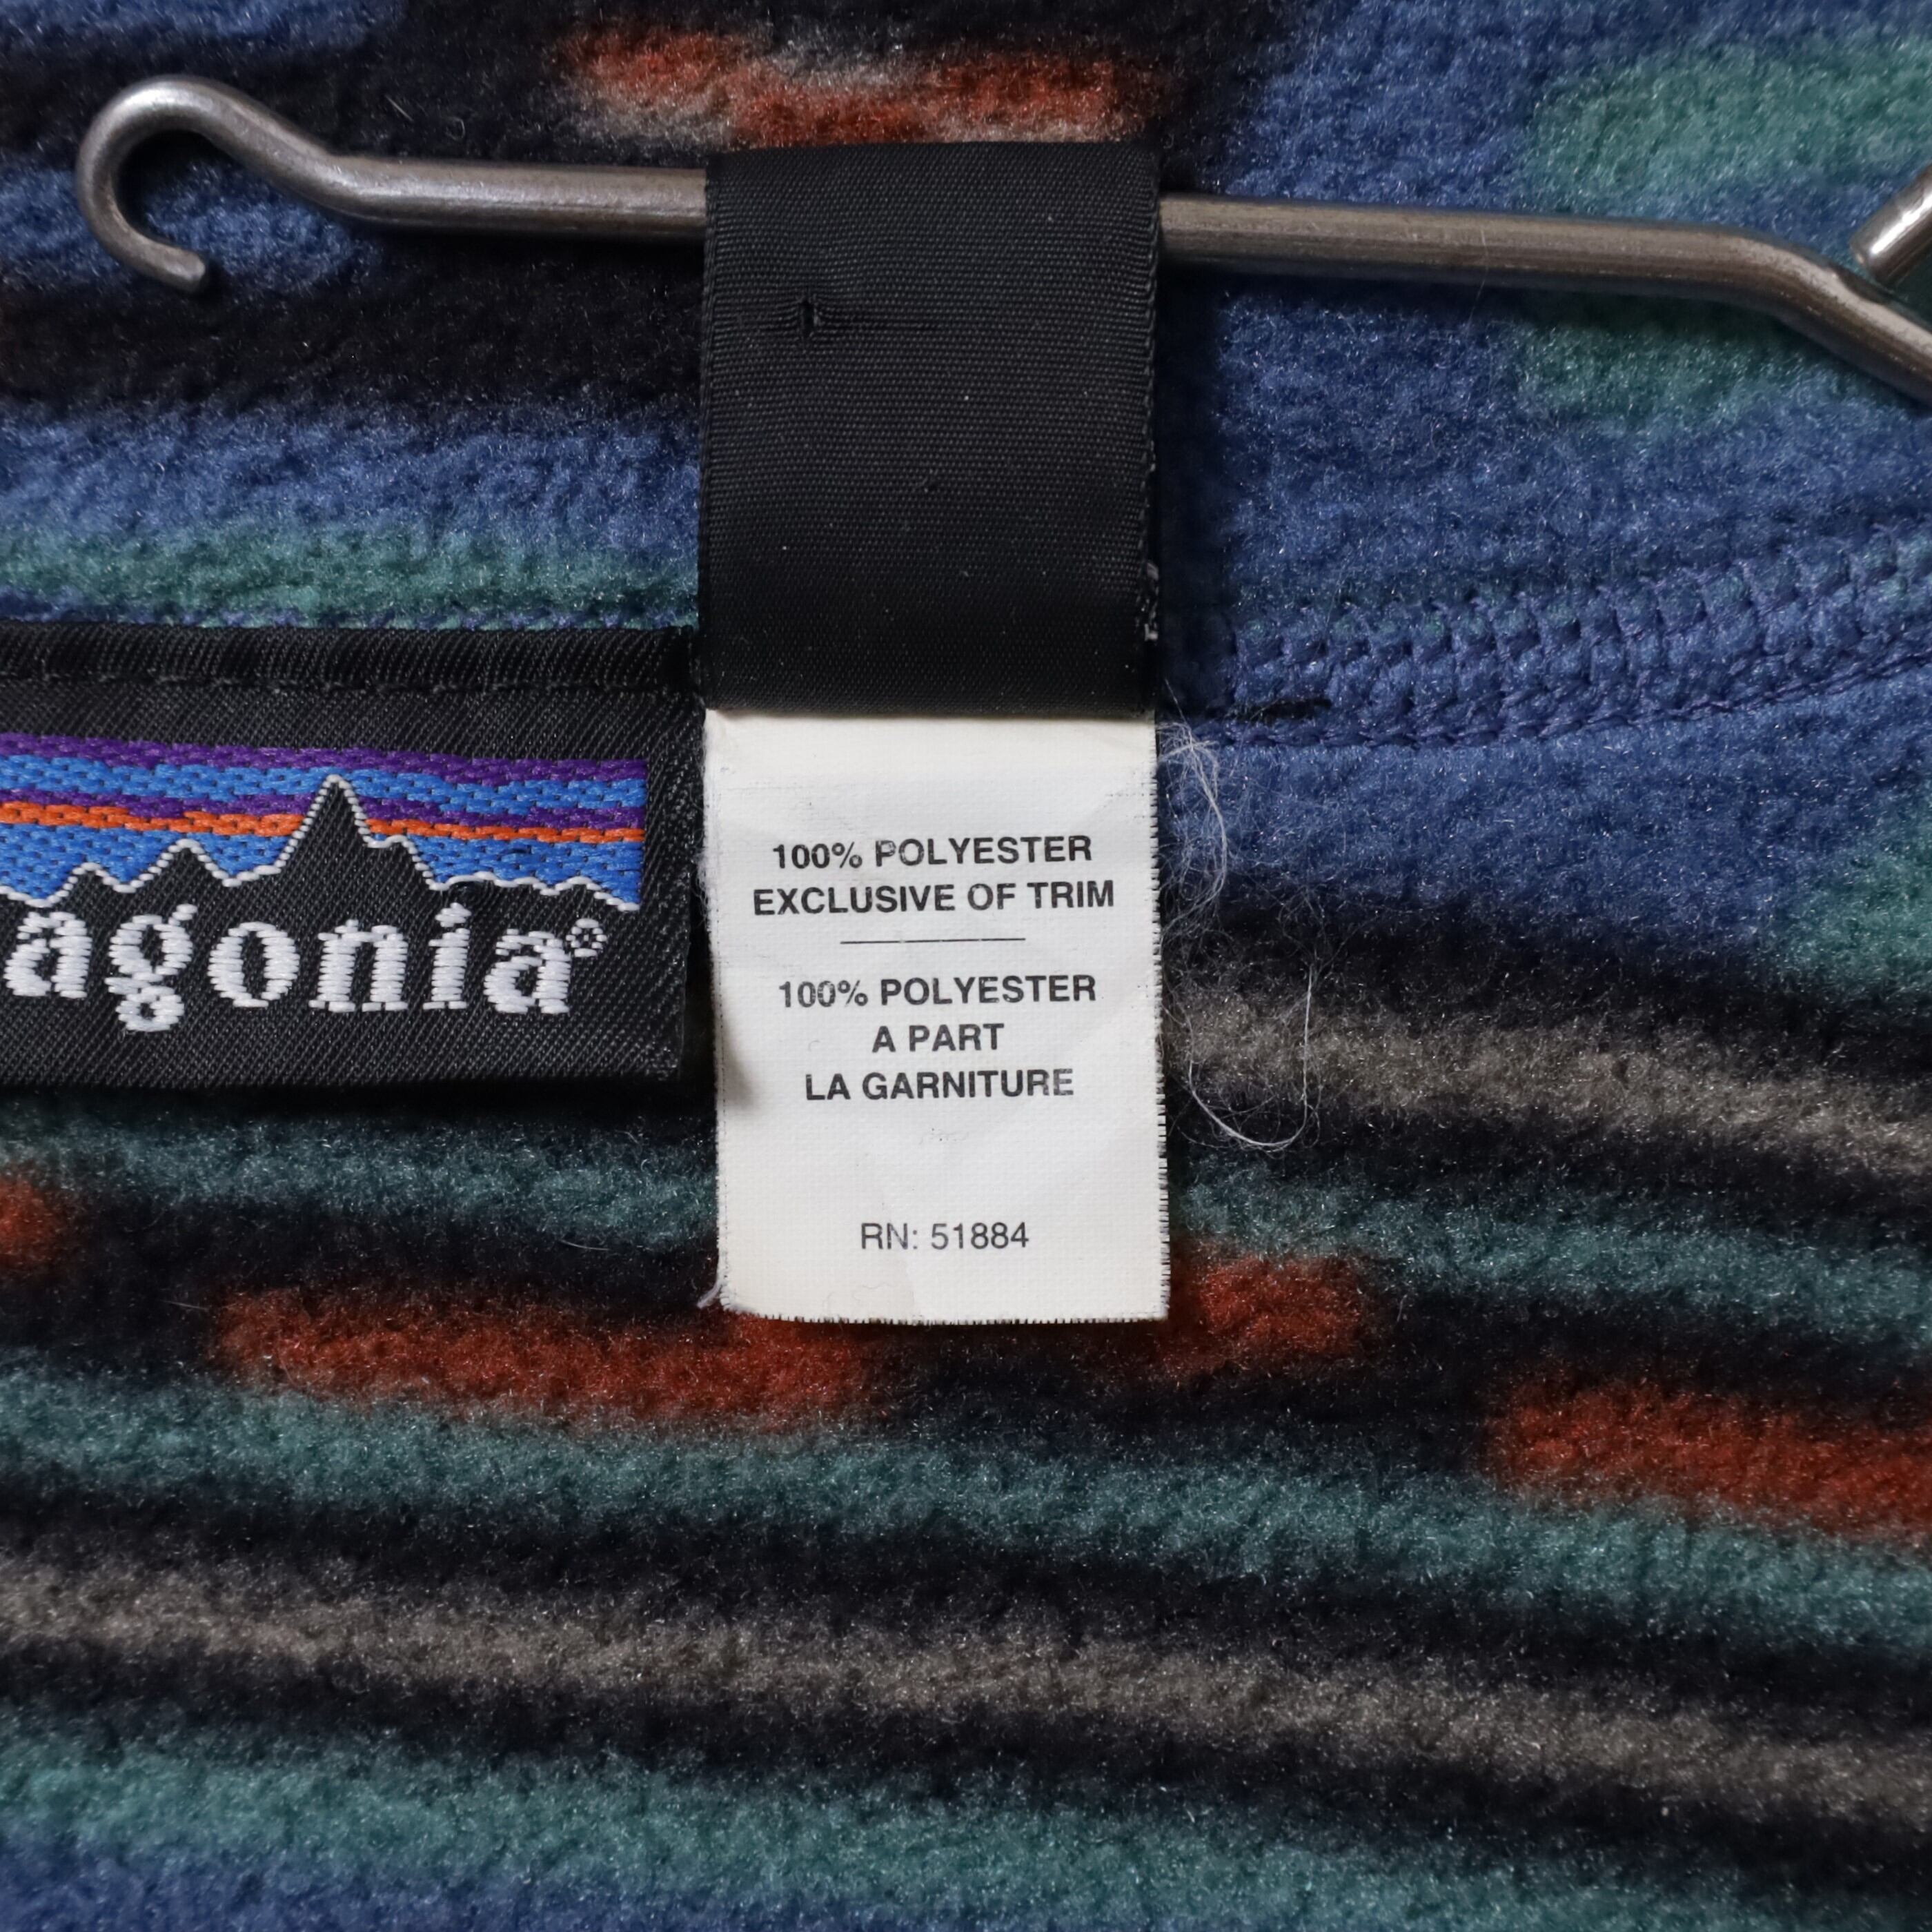 agonia®
100% POLYESTER
EXCLUSIVE OF TRIM
100% POLYESTER
A PART
LA GARNITURE
RN: 51884